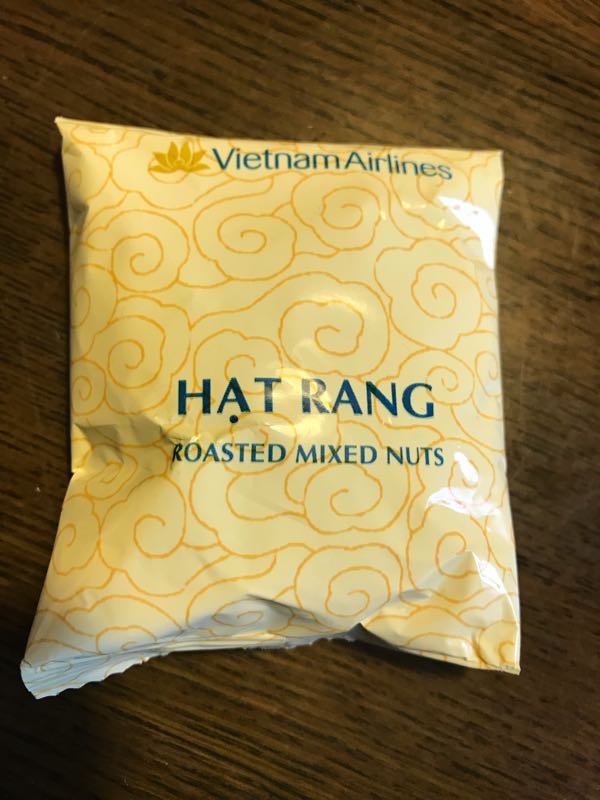 Vietnam Airlines
HẠT RANG
ROASTED MIXED NUTS